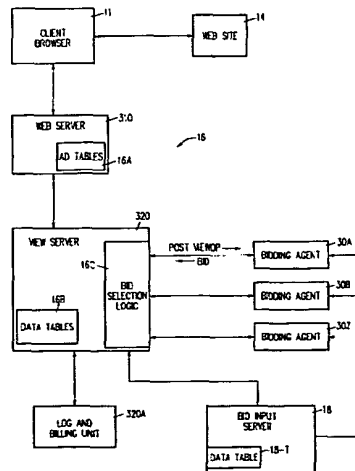 11
CLIENT
BROWSER
14
WEB SITE
310
WEB SERVER
AD TABLES
16A
16
320
VIEW SERVER
16C
POST VIEWOP
BID
30A
BIDDING AGENT
BID
SELECTION
LOGIC
30B
BIDDING AGENT
16B
DATA TABLES
30Z
BIDDING AGENT
LOG AND
BILLING UNIT
320A
18
BID INPUT
SERVER
DATA TABLE
18-T